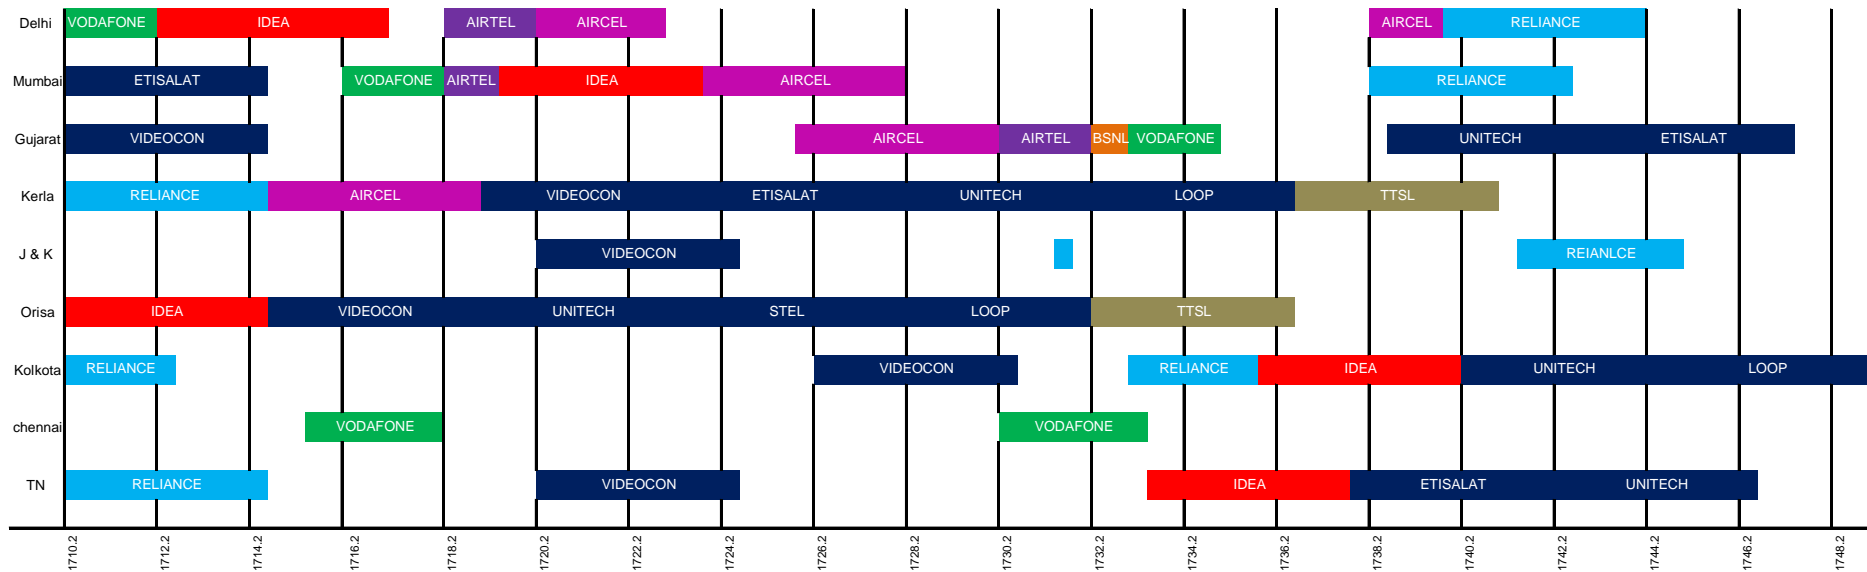 Delhi VODAFONE IDEA AIRTEL AIRCEL AIRCEL RELIANCE
Mumbai ETISALAT VODAFONE AIRTEL IDEA AIRCEL RELIANCE
Gujarat VIDEOCON AIRCEL AIRTEL BSNL VODAFONE UNITECH ETISALAT
Kerla RELIANCE AIRCEL VIDEOCON ETISALAT UNITECH LOOP TTSL
J & K VIDEOCON REIANLCE
Orisa IDEA VIDEOCON UNITECH STEL LOOP TTSL
Kolkota RELIANCE VIDEOCON RELIANCE IDEA UNITECH LOOP
chennai VODAFONE VODAFONE
TN RELIANCE VIDEOCON IDEA ETISALAT UNITECH
1710.2 1712.2 1714.2 1716.2 1718.2 1720.2 1722.2 1724.2 1726.2 1728.2 1730.2 1732.2 1734.2 1736.2 1738.2 1740.2 1742.2 1744.2 1746.2 1748.2